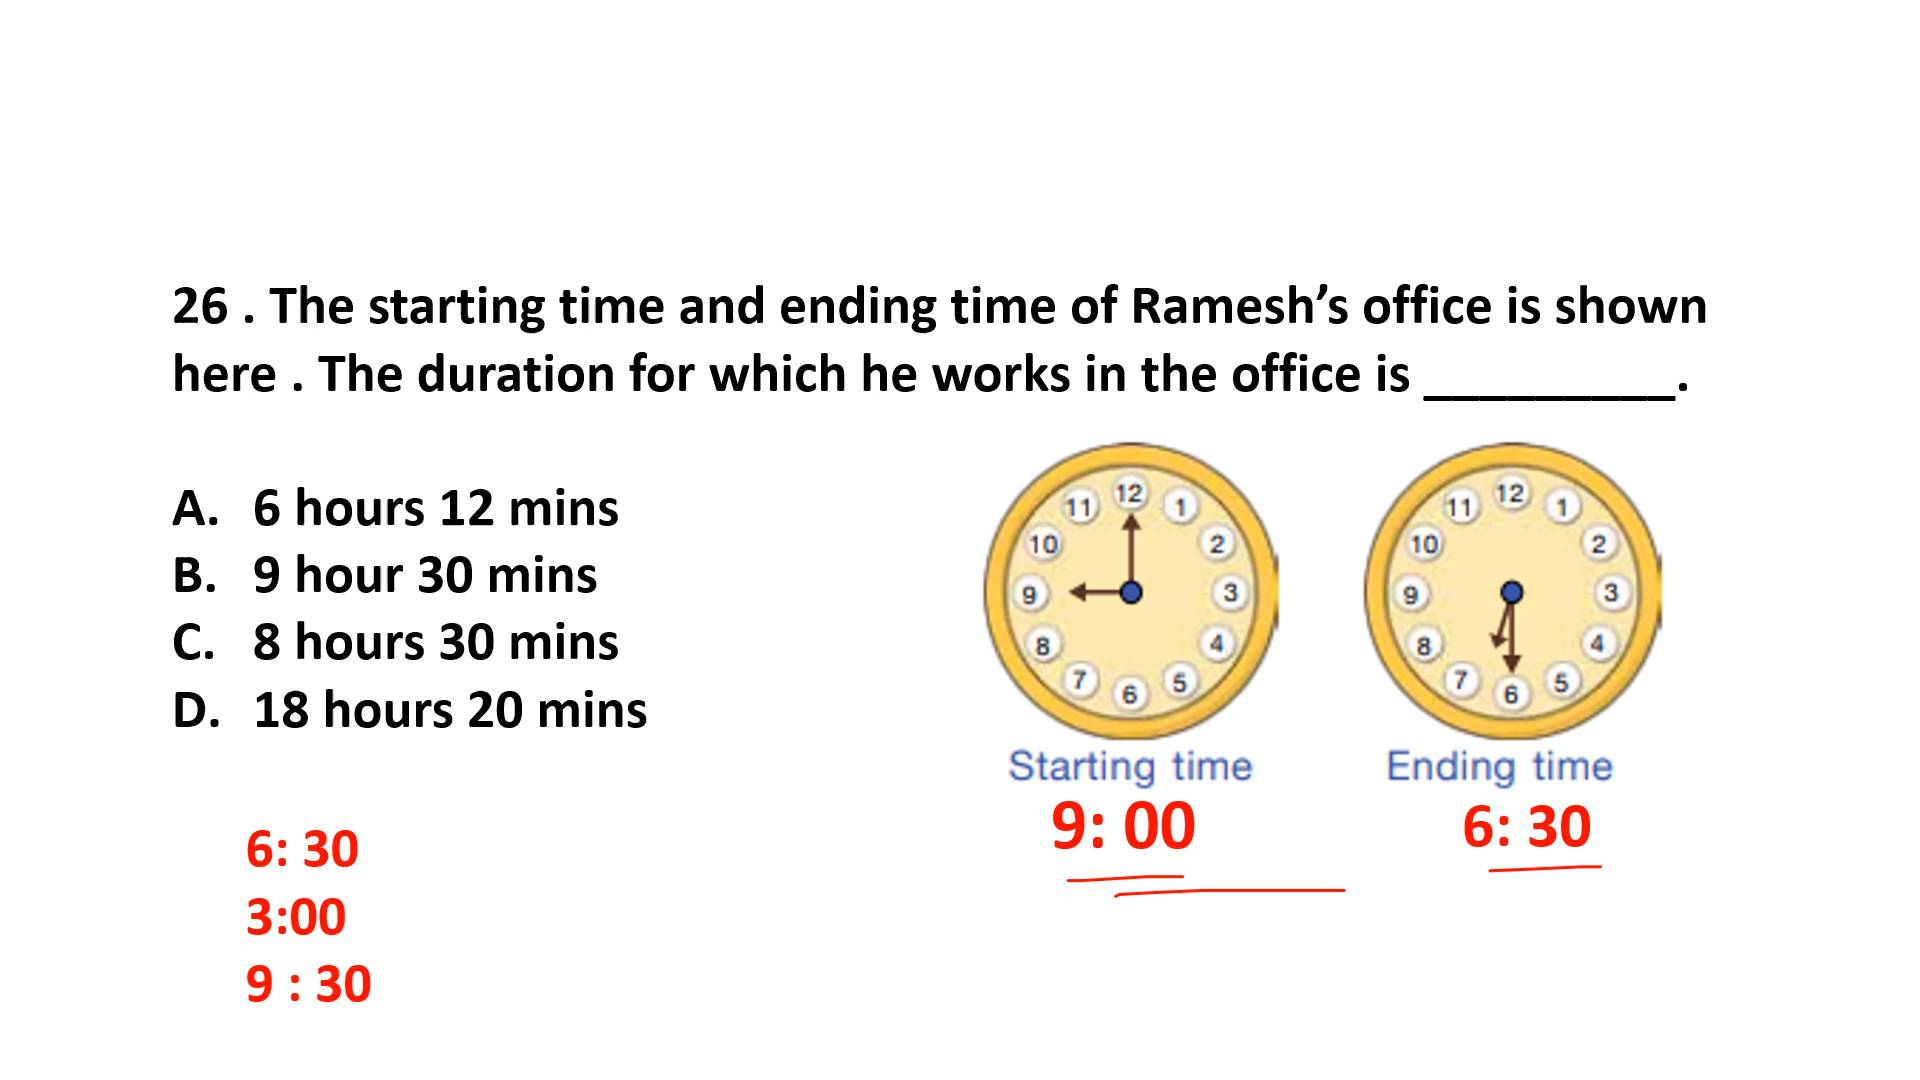 26 . The starting time and ending time of Ramesh’s office is shown
here . The duration for which he works in the office is _________.
A. 6 hours 12 mins
B. 9 hour 30 mins
C. 8 hours 30 mins
D. 18 hours 20 mins
12
11 1
10 2
9 3
8 4
7 5
6
Starting time
9: 00
12
11 1
10 2
9 3
8 4
7 5
6
Ending time
6: 30
6: 30
3:00
9 : 30